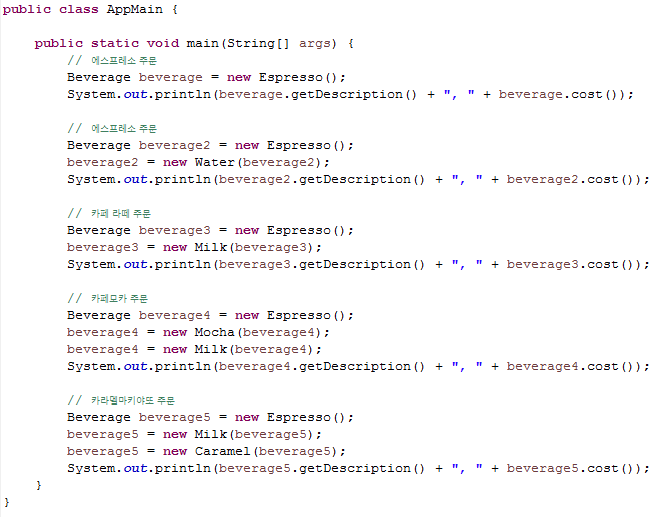 public class AppMain {
public static void main(String[] args) {
// 에스프레소 주문
Beverage beverage = new Espresso();
System.out.println(beverage.getDescription() + ", " + beverage.cost());
// 에스프레소 주문
Beverage beverage2 = new Espresso();
beverage2 = new Water(beverage2);
System.out.println(beverage2.getDescription() + ", " + beverage2.cost());
// 카페 라떼 주문
Beverage beverage3 = new Espresso();
beverage3 = new Milk(beverage3);
System.out.println(beverage3.getDescription() + ", " + beverage3.cost());
// 카페모카 주문
Beverage beverage4 = new Espresso();
beverage4 = new Mocha(beverage4);
beverage4 = new Milk(beverage4);
System.out.println(beverage4.getDescription() + ", " + beverage4.cost());
// 카라멜마키야또 주문
Beverage beverage5 = new Espresso();
beverage5 = new Milk(beverage5);
beverage5 = new Caramel(beverage5);
System.out.println(beverage5.getDescription() + ", " + beverage5.cost());
}
}